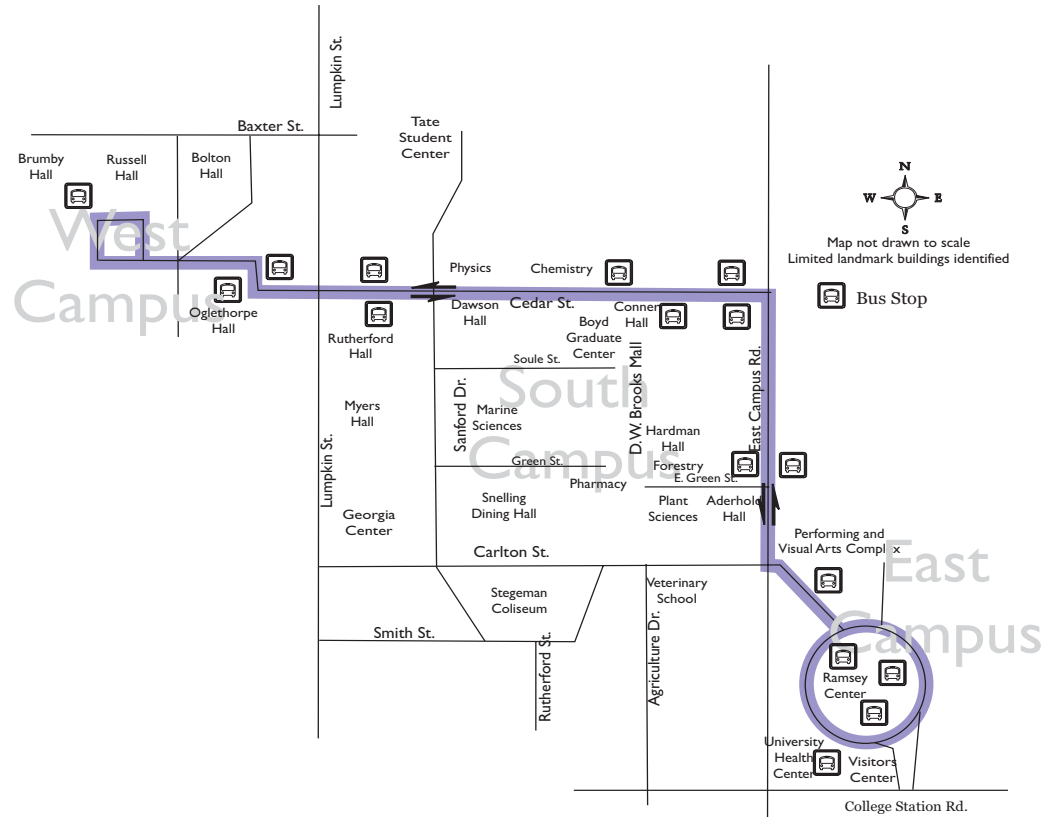 Lumpkin St.
Baxter St.
Tate
Student
Center
Brumby
Hall
Russell
Hall
Bolton
Hall
N
W
E
S
West
Campus
Map not drawn to scale
Limited landmark buildings identified
Physics
Chemistry
Bus Stop
Oglethorpe
Hall
Cedar St.
Dawson
Hall
Conner
Hall
Boyd
Graduate
Center
Rutherford
Hall
Soule St.
D.W. Brooks Mall
East Campus Rd.
South
Campus
Sanford Dr.
Myers
Hall
Marine
Sciences
Hardman
Hall
Lumpkin St.
Green St.
Forestry
E. Green St.
Pharmacy
Snelling
Dining Hall
Plant
Sciences
Aderhold
Hall
Georgia
Center
Performing and
Visual Arts Complex
East
Campus
Carlton St.
Stegeman
Coliseum
Veterinary
School
Smith St.
Rutherford St.
Agriculture Dr.
Ramsey
Center
University
Health
Center
Visitors
Center
College Station Rd.